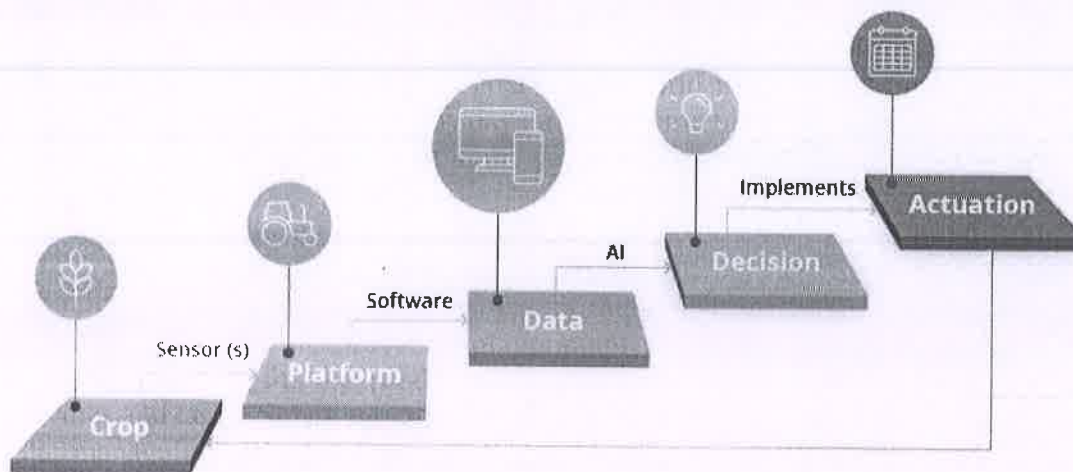 Crop
Sensor (s)
Platform
Software
Data
AI
Decision
Implements
Actuation